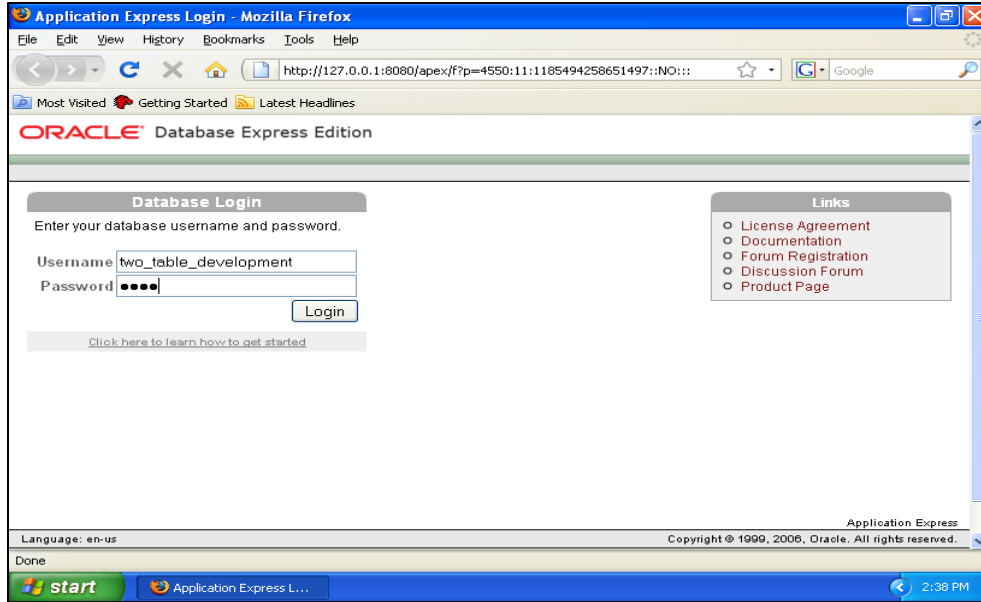 Application Express Login - Mozilla Firefox
File Edit View History Bookmarks Tools Help
http://127.0.0.1:8080/apex/f?p=4550:11:1185494258651497::NO:::
G Google
Most Visited Getting Started Latest Headlines
ORACLE Database Express Edition
Database Login
Enter your database username and password.
Username two_table_development
Password ••••
Login
Click here to learn how to get started
Links
License Agreement
Documentation
Forum Registration
Discussion Forum
Product Page
Application Express
Language: en-us
Copyright © 1999, 2006, Oracle. All rights reserved.
Done
start
Application Express L...
2:38 PM